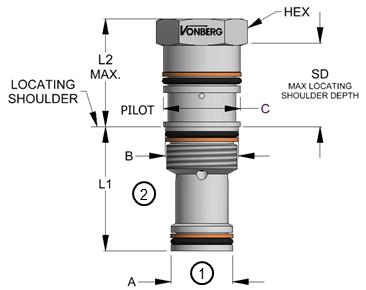 HEX
VONBERG
L2
MAX.
SD
MAX LOCATING
SHOULDER DEPTH
LOCATING
SHOULDER
PILOT
C
B
L1
2
A
1